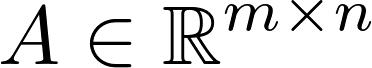 A ∈ ℝ^{m×n}